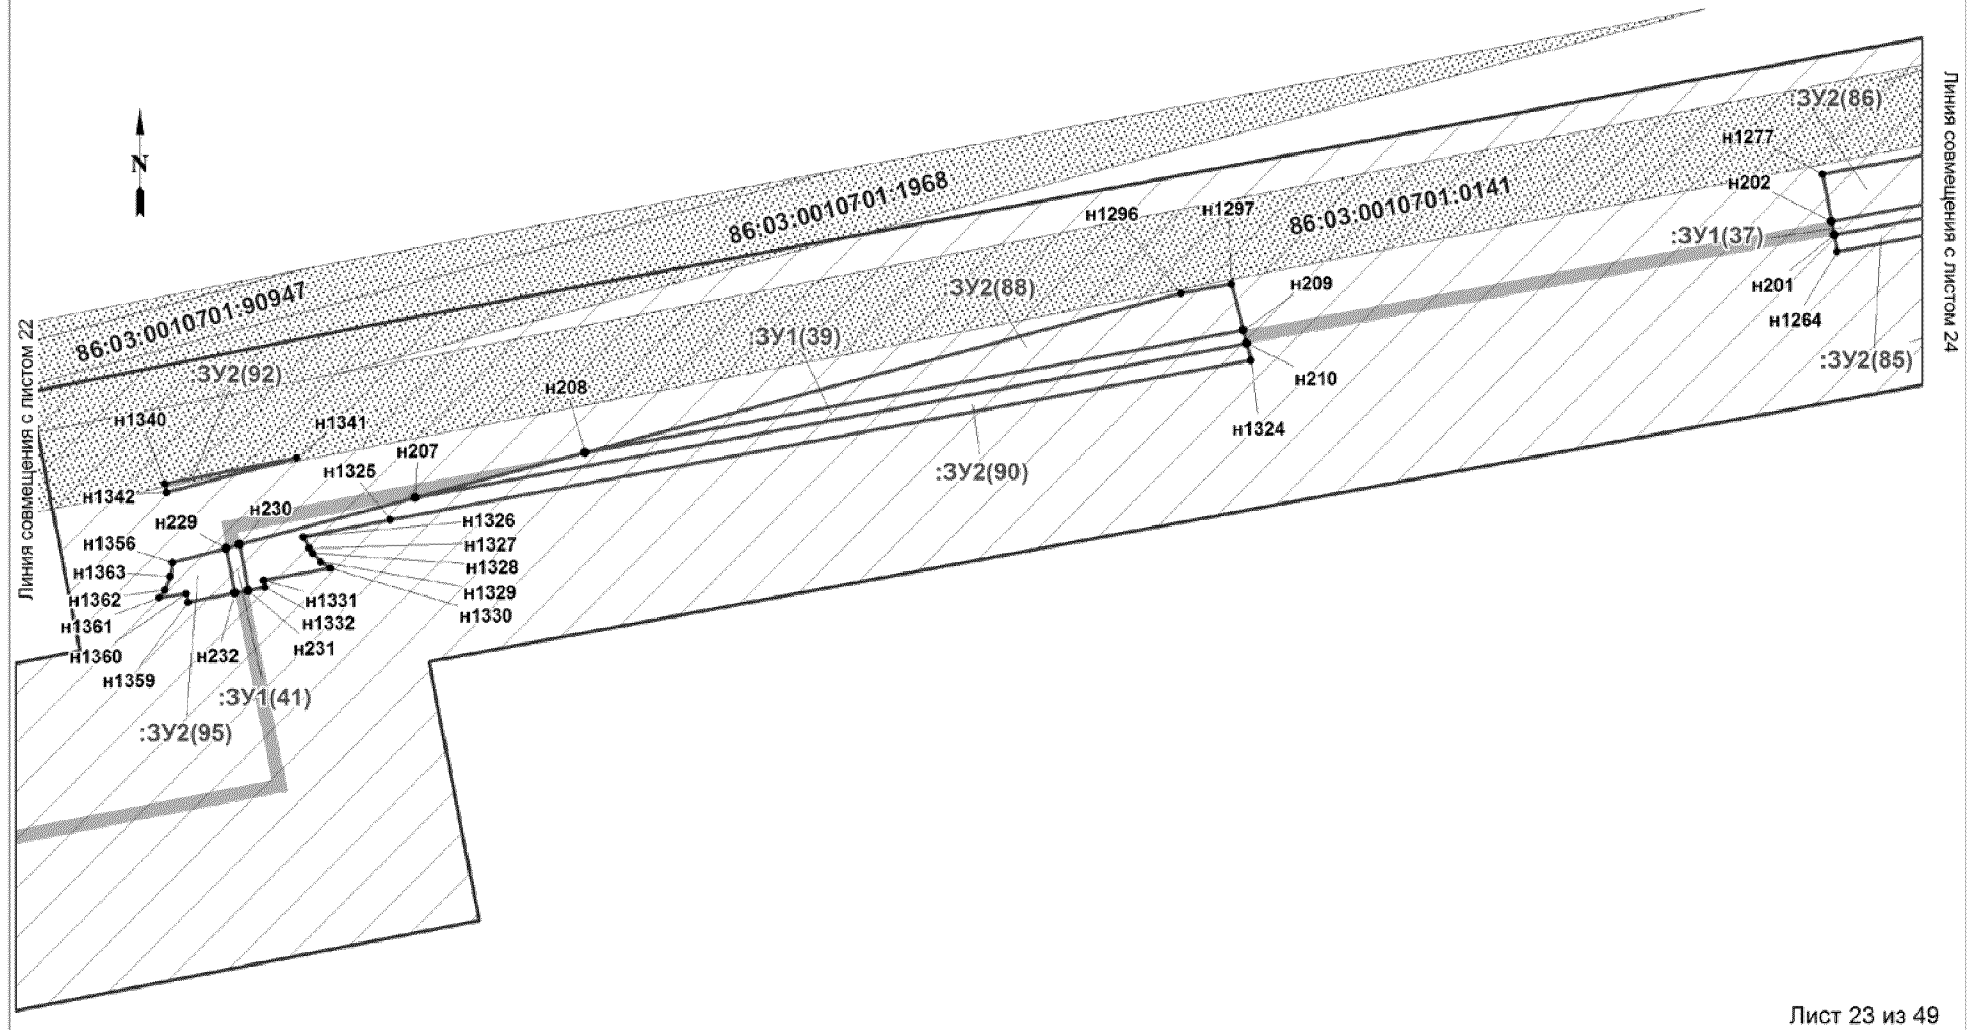 Линия совмещения с листом 24
:ЗУ2(86)
н1277
N
н202
86:03:0010701:1968
н1296
н1297
86:03:0010701:0141
:ЗУ1(37)
н201
н209
:ЗУ2(88)
86:03:0010701:90947
н1264
:ЗУ1(39)
Линия совмещения с листом 22
:ЗУ2(85)
:ЗУ2(92)
н208
н210
н1340
н1341
н1324
н207
н1325
:ЗУ2(90)
н1342
н230
н229
н1326
н1356
н1327
н1363
н1328
н1362
н1331
н1329
н1361
н1332
н1330
н1360
н232
н231
н1359
:ЗУ1(41)
:ЗУ2(95)
Лист 23 из 49